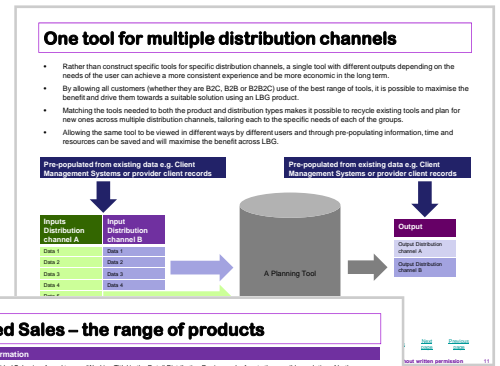 One tool for multiple distribution channels
• Rather than construct specific tools for specific distribution channels, a single tool with different outputs depending on the
needs of the user can achieve a more consistent experience and be more economic in the long term.
• By allowing all customers (whether they are B2C, B2B or B2B2C) use of the best range of tools, it is possible to maximise the
benefit and drive them towards a suitable solution using an LBG product.
• Matching the tools needed to both the product and distribution types makes it possible to recycle existing tools and plan for
new ones across multiple distribution channels, tailoring each to the specific needs of each of the groups.
• Allowing the same tool to be viewed in different ways by different users and through pre-populating information, time and
resources can be saved and will maximise the benefit across LBG.
Pre-populated from existing data e.g. Client
Management Systems or provider client records
Pre-populated from existing data e.g. Client
Management Systems or provider client records
Inputs
Distribution
channel A
Input
Distribution
channel B
Data 1
Data 1
Data 2
Data 2
Data 3
Data 3
Data 4
Data 4
A Planning Tool
Output
Output Distribution
channel A
Output Distribution
channel B
Next
page
Previous
page
out written permission 11
ed Sales – the range of products
rmation